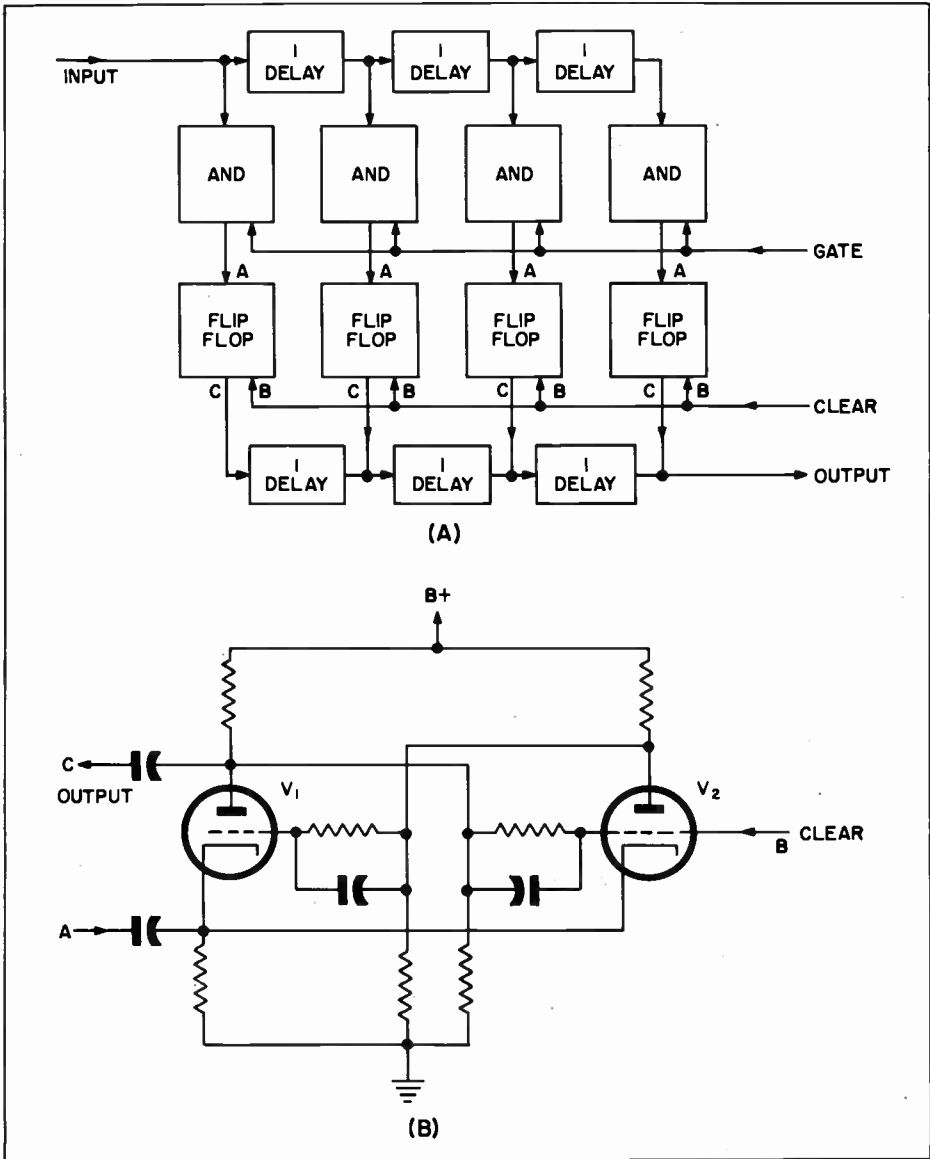 INPUT
1 DELAY
1 DELAY
1 DELAY
AND
AND
AND
AND
GATE
A
A
A
A
FLIP FLOP
FLIP FLOP
FLIP FLOP
FLIP FLOP
C B
C B
C B
C B
CLEAR
1 DELAY
1 DELAY
1 DELAY
OUTPUT
(A)
B+
C
OUTPUT
V1
V2
B
CLEAR
A
(B)